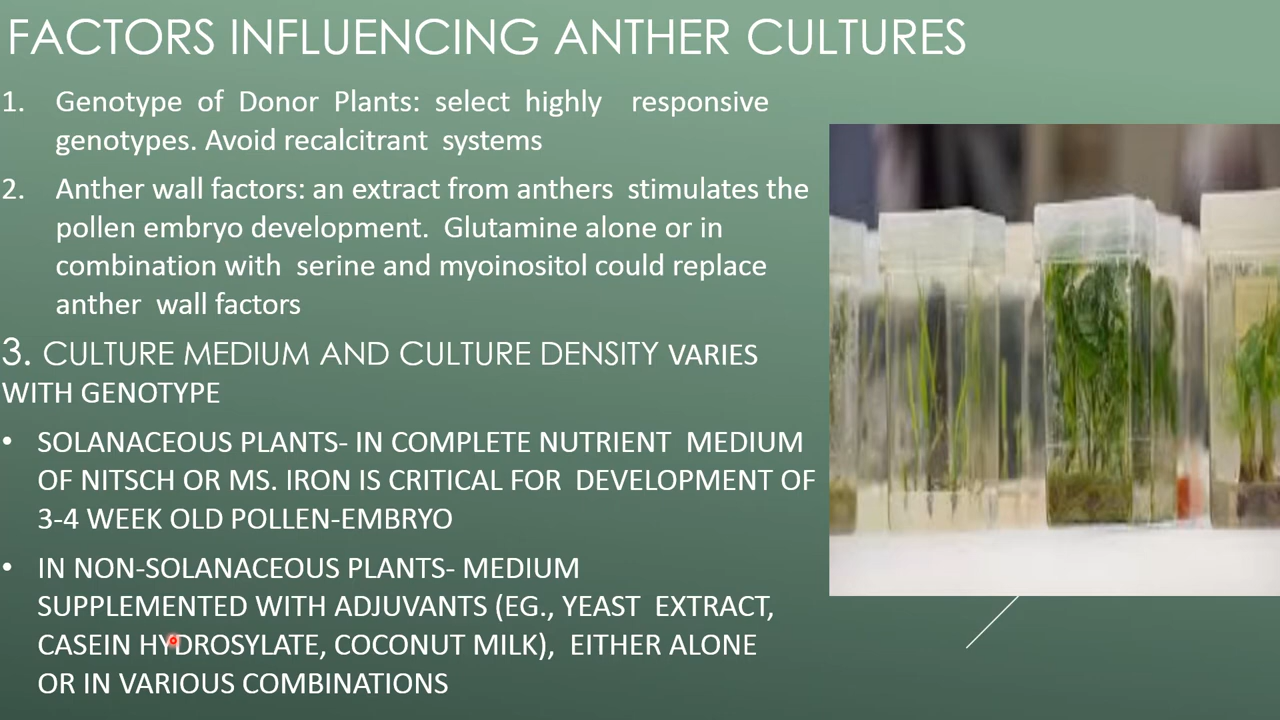 FACTORS INFLUENCING ANTHER CULTURES
1. Genotype of Donor Plants: select highly responsive
genotypes. Avoid recalcitrant systems
2. Anther wall factors: an extract from anthers stimulates the
pollen embryo development. Glutamine alone or in
combination with serine and myoinositol could replace
anther wall factors
3. CULTURE MEDIUM AND CULTURE DENSITY VARIES
WITH GENOTYPE
• SOLANACEOUS PLANTS- IN COMPLETE NUTRIENT MEDIUM
OF NITSCH OR MS. IRON IS CRITICAL FOR DEVELOPMENT OF
3-4 WEEK OLD POLLEN-EMBRYO
• IN NON-SOLANACEOUS PLANTS- MEDIUM
SUPPLEMENTED WITH ADJUVANTS (EG., YEAST EXTRACT,
CASEIN HYDROSYLATE, COCONUT MILK), EITHER ALONE
OR IN VARIOUS COMBINATIONS